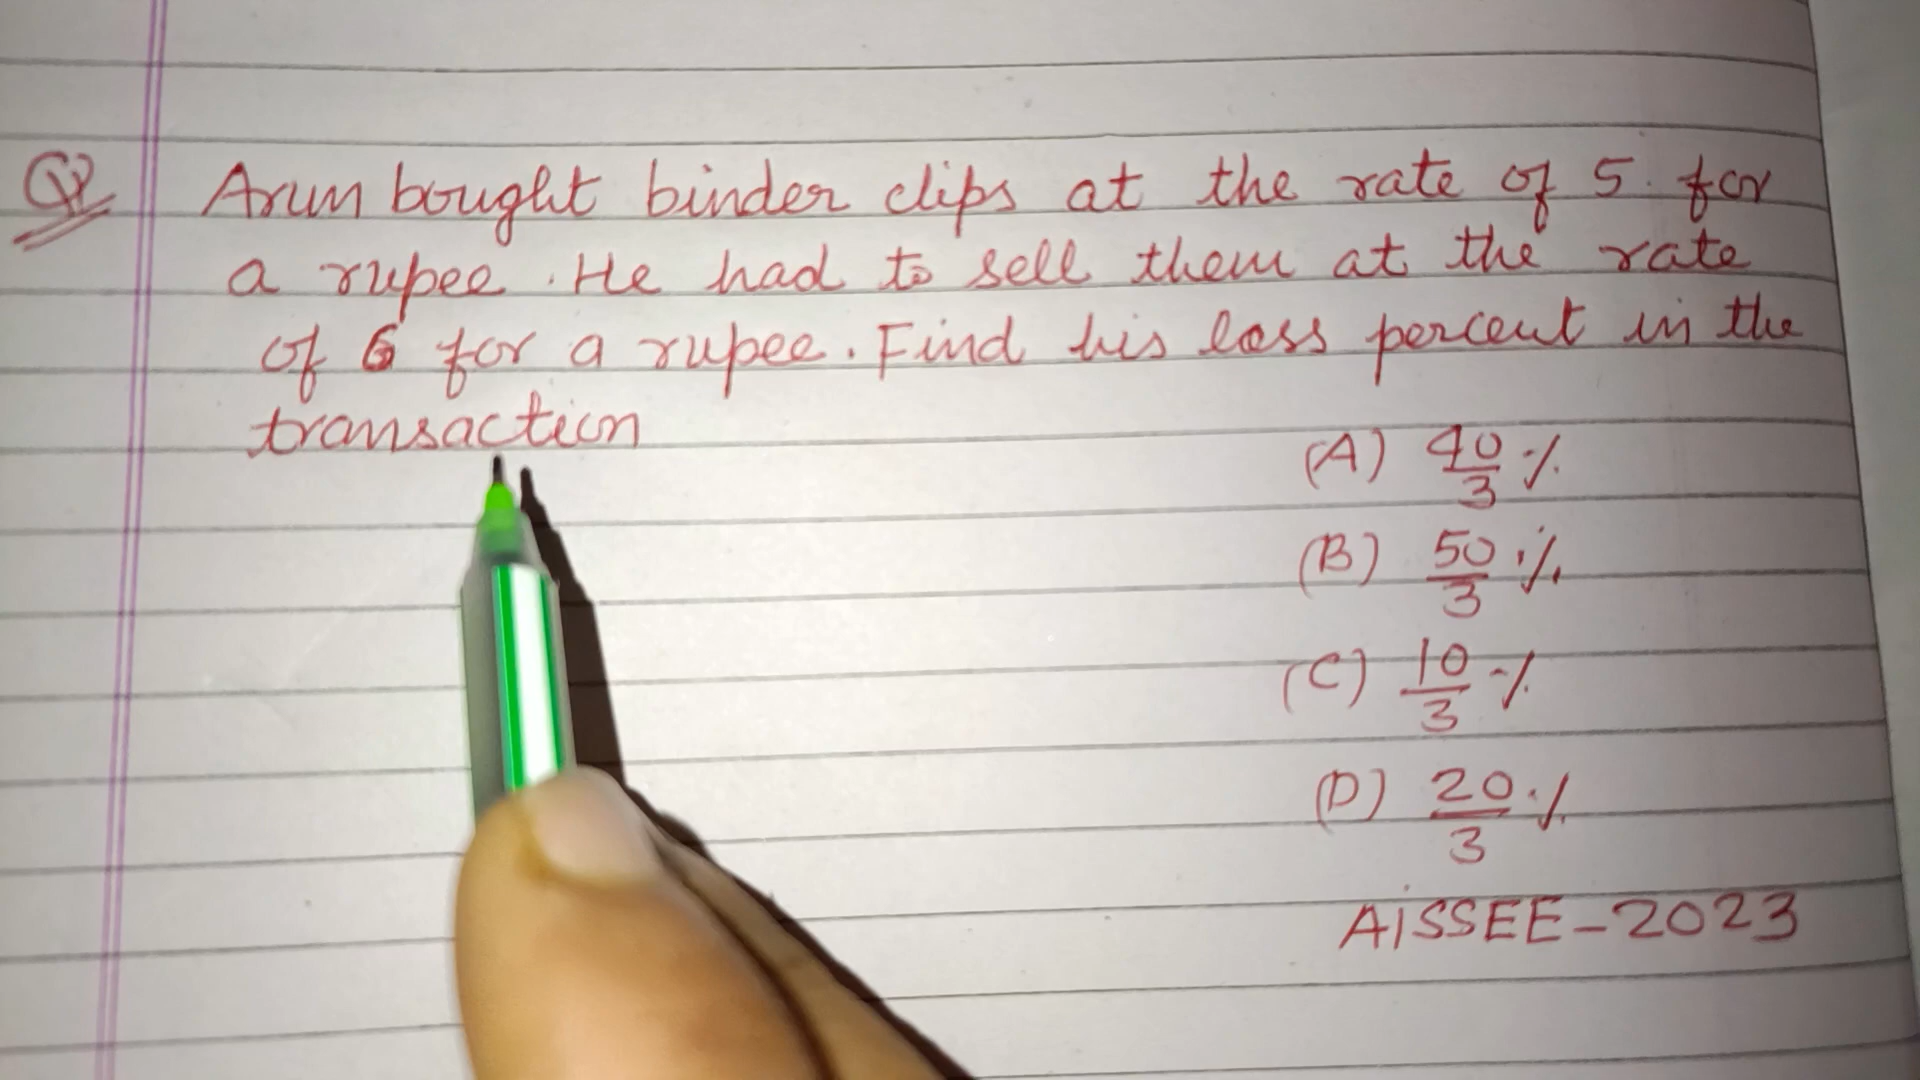 Q Arun bought binder clips at the rate of 5 for
a rupee. He had to sell them at the rate
of 6 for a rupee. Find his loss percent in the
transaction
(A) 40/3 %
(B) 50/3 %
(C) 10/3 %
(D) 20/3 %
AISSEE-2023